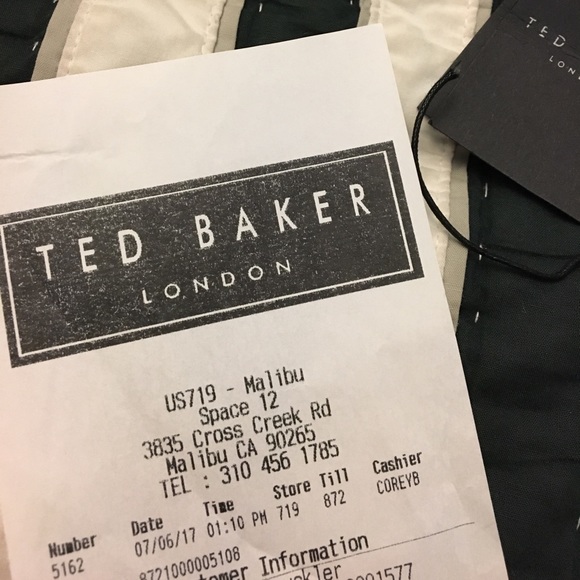 TED
LON
TED BAKER
LONDON
US719 - Malibu
Space 12
3835 Cross Creek Rd
Malibu CA 90265
TEL : 310 456 1785
Number Date Time Store Till Cashier
5162 07/06/17 01:10 PM 719 872 COREYB
8721000005108
Customer Information